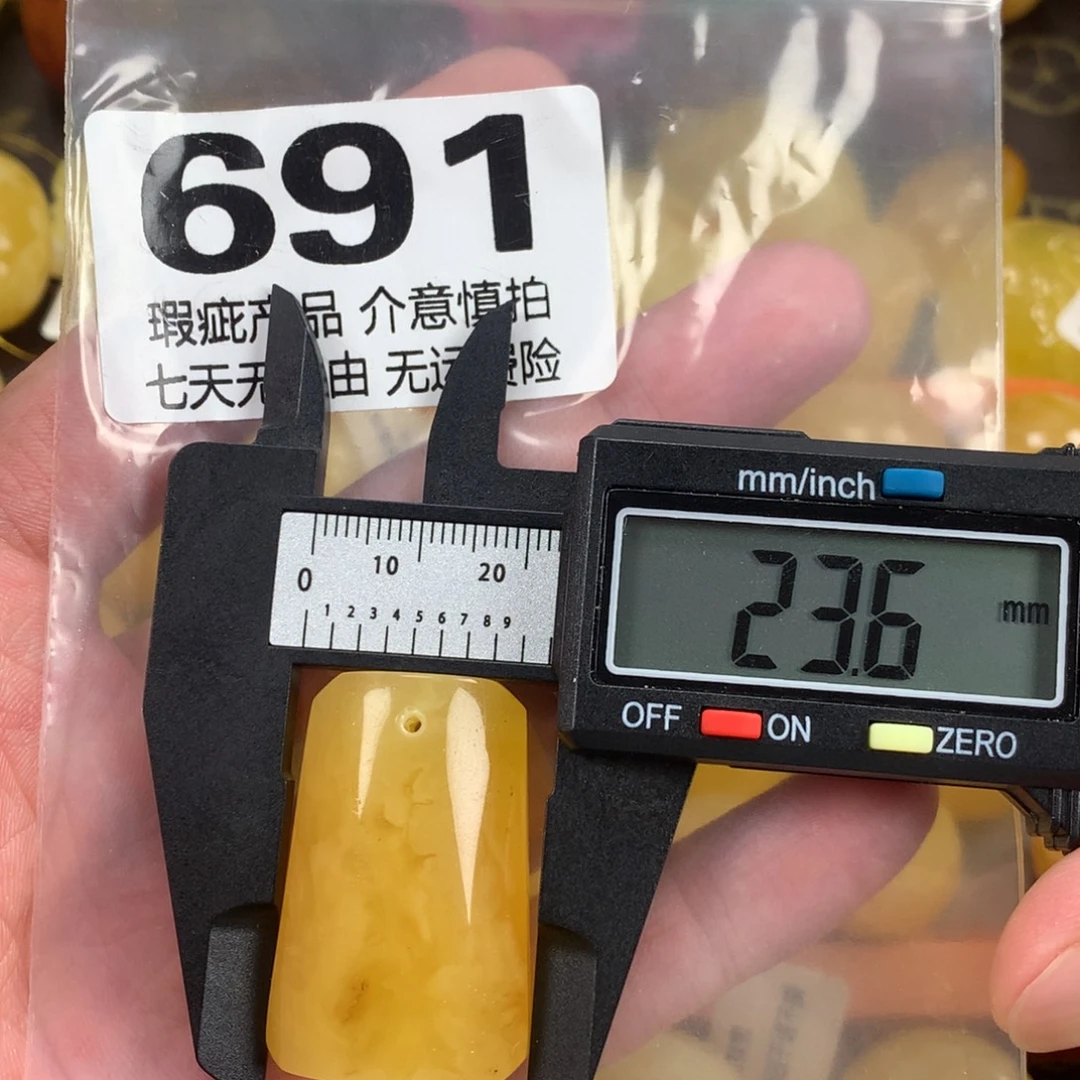 691
瑕疵产品 介意慎拍
七天无 由 无运费险
mm/inch
23.6 mm
0 10 20
1 2 3 4 5 6 7 8 9
OFF ON ZERO